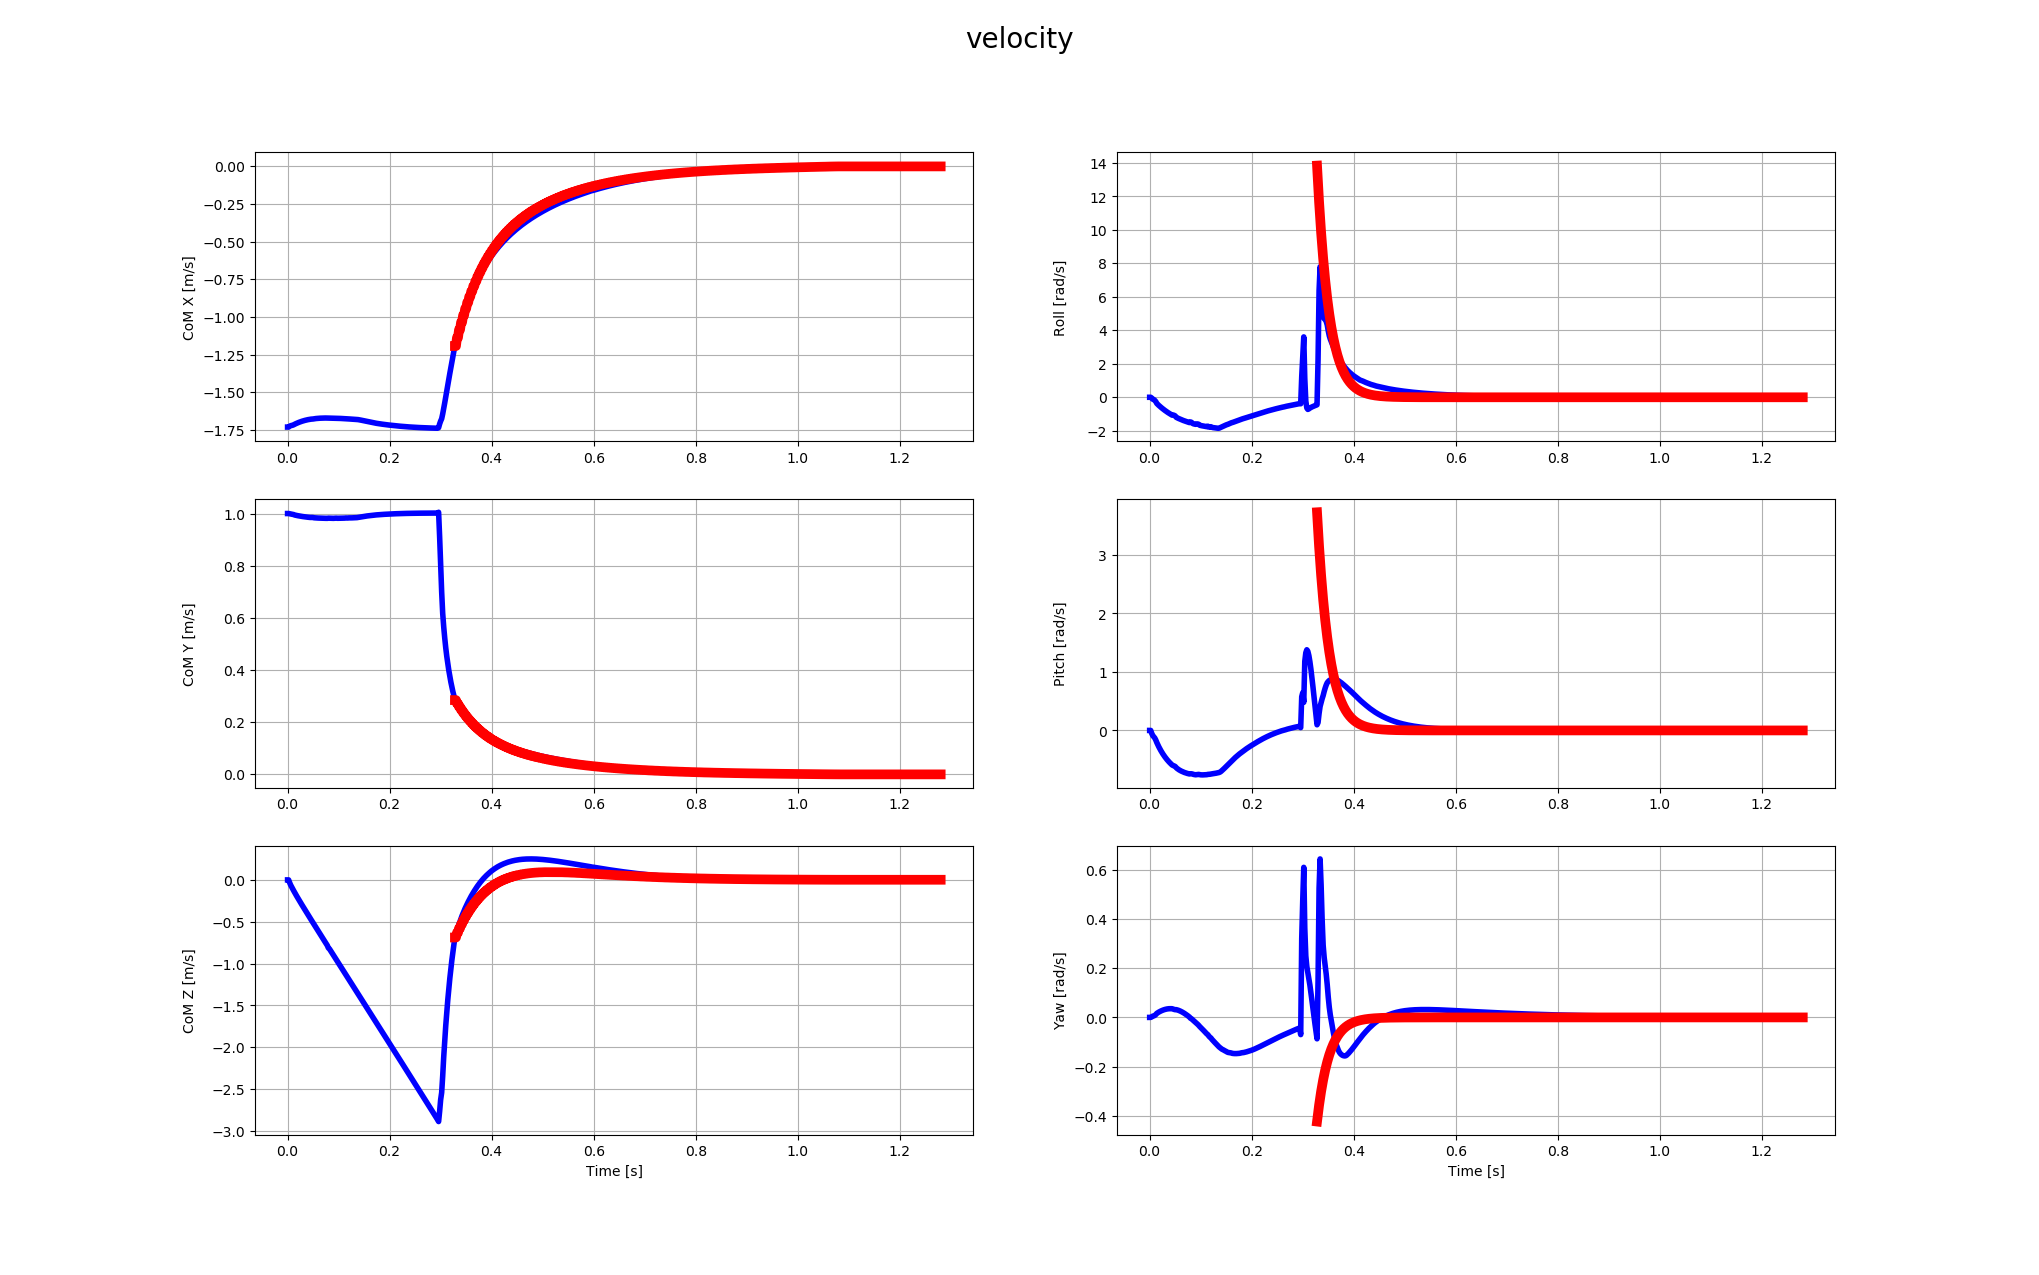 velocity
CoM X [m/s]
0.00
−0.25
−0.50
−0.75
−1.00
−1.25
−1.50
−1.75
0.0 0.2 0.4 0.6 0.8 1.0 1.2
Roll [rad/s]
14
12
10
8
6
4
2
0
−2
0.0 0.2 0.4 0.6 0.8 1.0 1.2
CoM Y [m/s]
1.0
0.8
0.6
0.4
0.2
0.0
0.0 0.2 0.4 0.6 0.8 1.0 1.2
Pitch [rad/s]
3
2
1
0
0.0 0.2 0.4 0.6 0.8 1.0 1.2
CoM Z [m/s]
0.0
−0.5
−1.0
−1.5
−2.0
−2.5
−3.0
0.0 0.2 0.4 0.6 0.8 1.0 1.2
Time [s]
Yaw [rad/s]
0.6
0.4
0.2
0.0
−0.2
−0.4
0.0 0.2 0.4 0.6 0.8 1.0 1.2
Time [s]